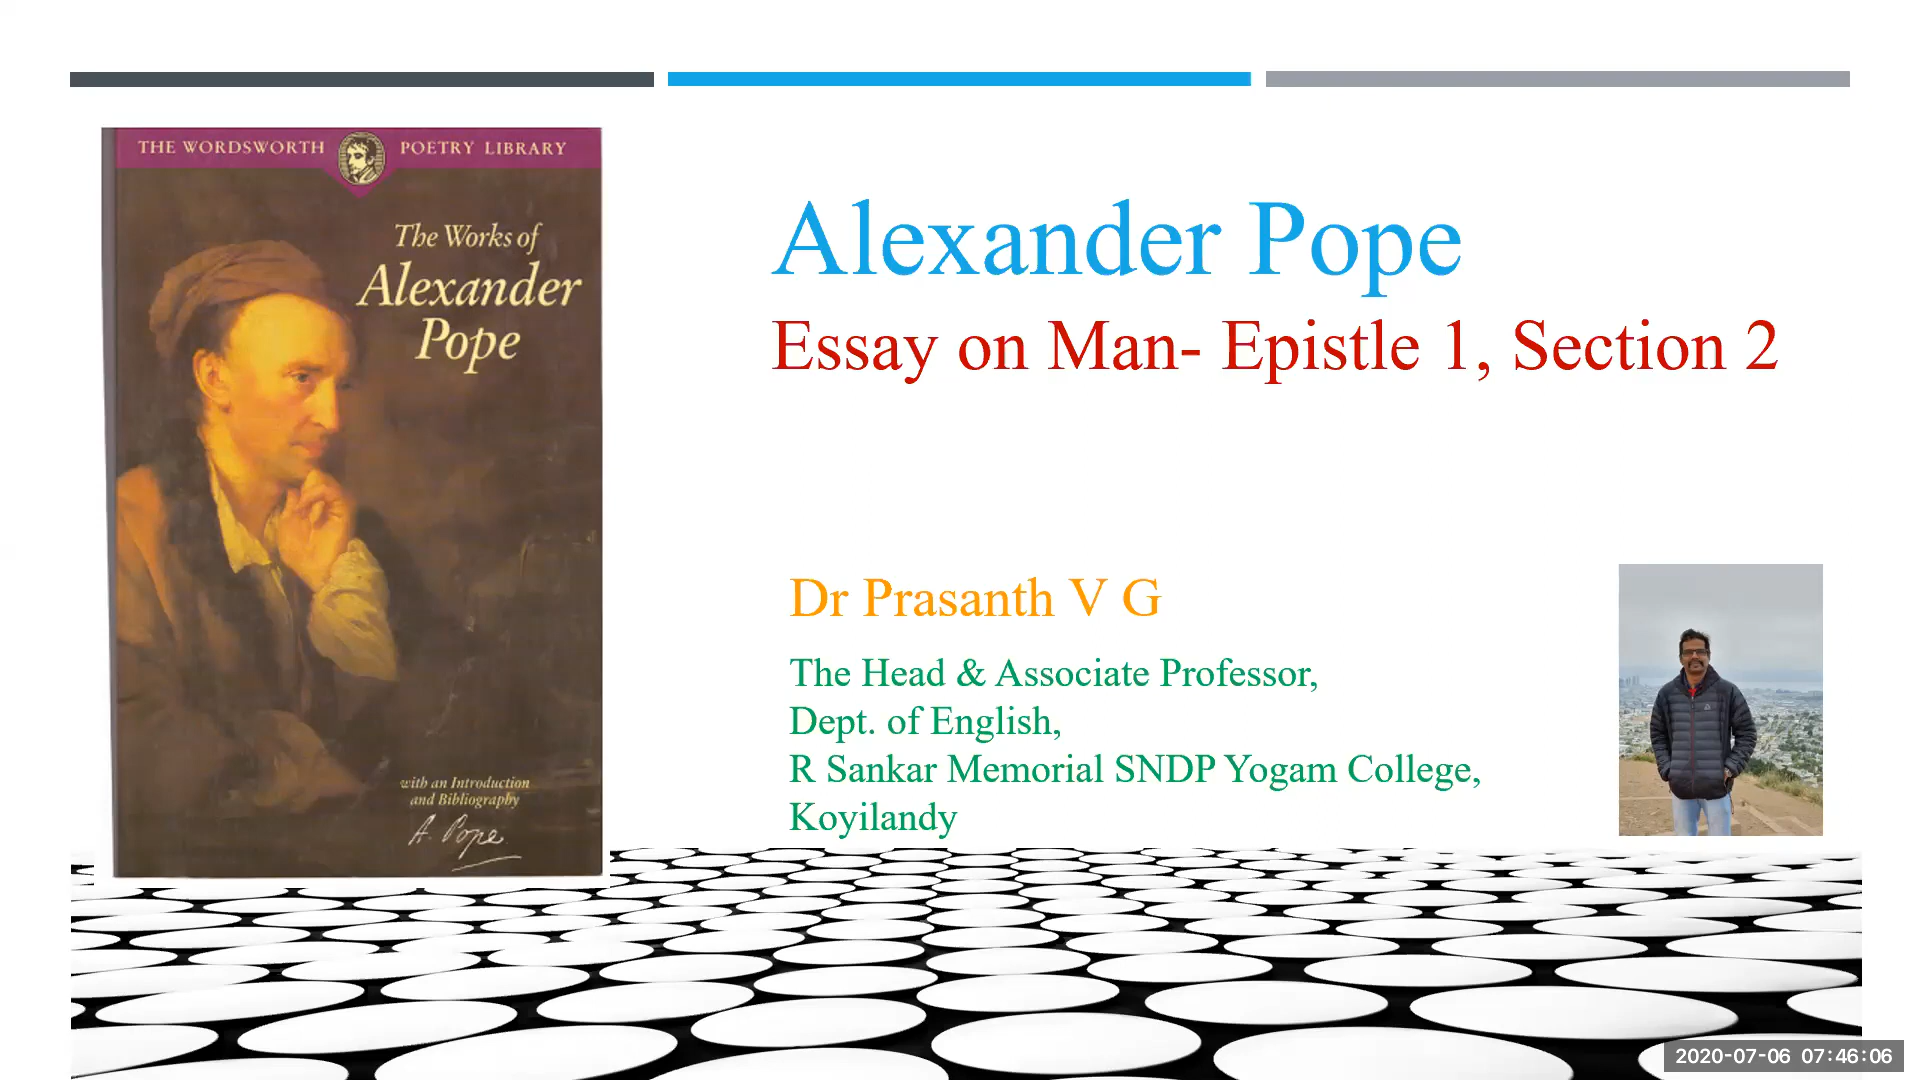 THE WORDSWORTH POETRY LIBRARY
The Works of
Alexander
Pope
with an Introduction
and Bibliography
A. Pope
Alexander Pope
Essay on Man- Epistle 1, Section 2
Dr Prasanth V G
The Head & Associate Professor,
Dept. of English,
R Sankar Memorial SNDP Yogam College,
Koyilandy
2020-07-06 07:46:06